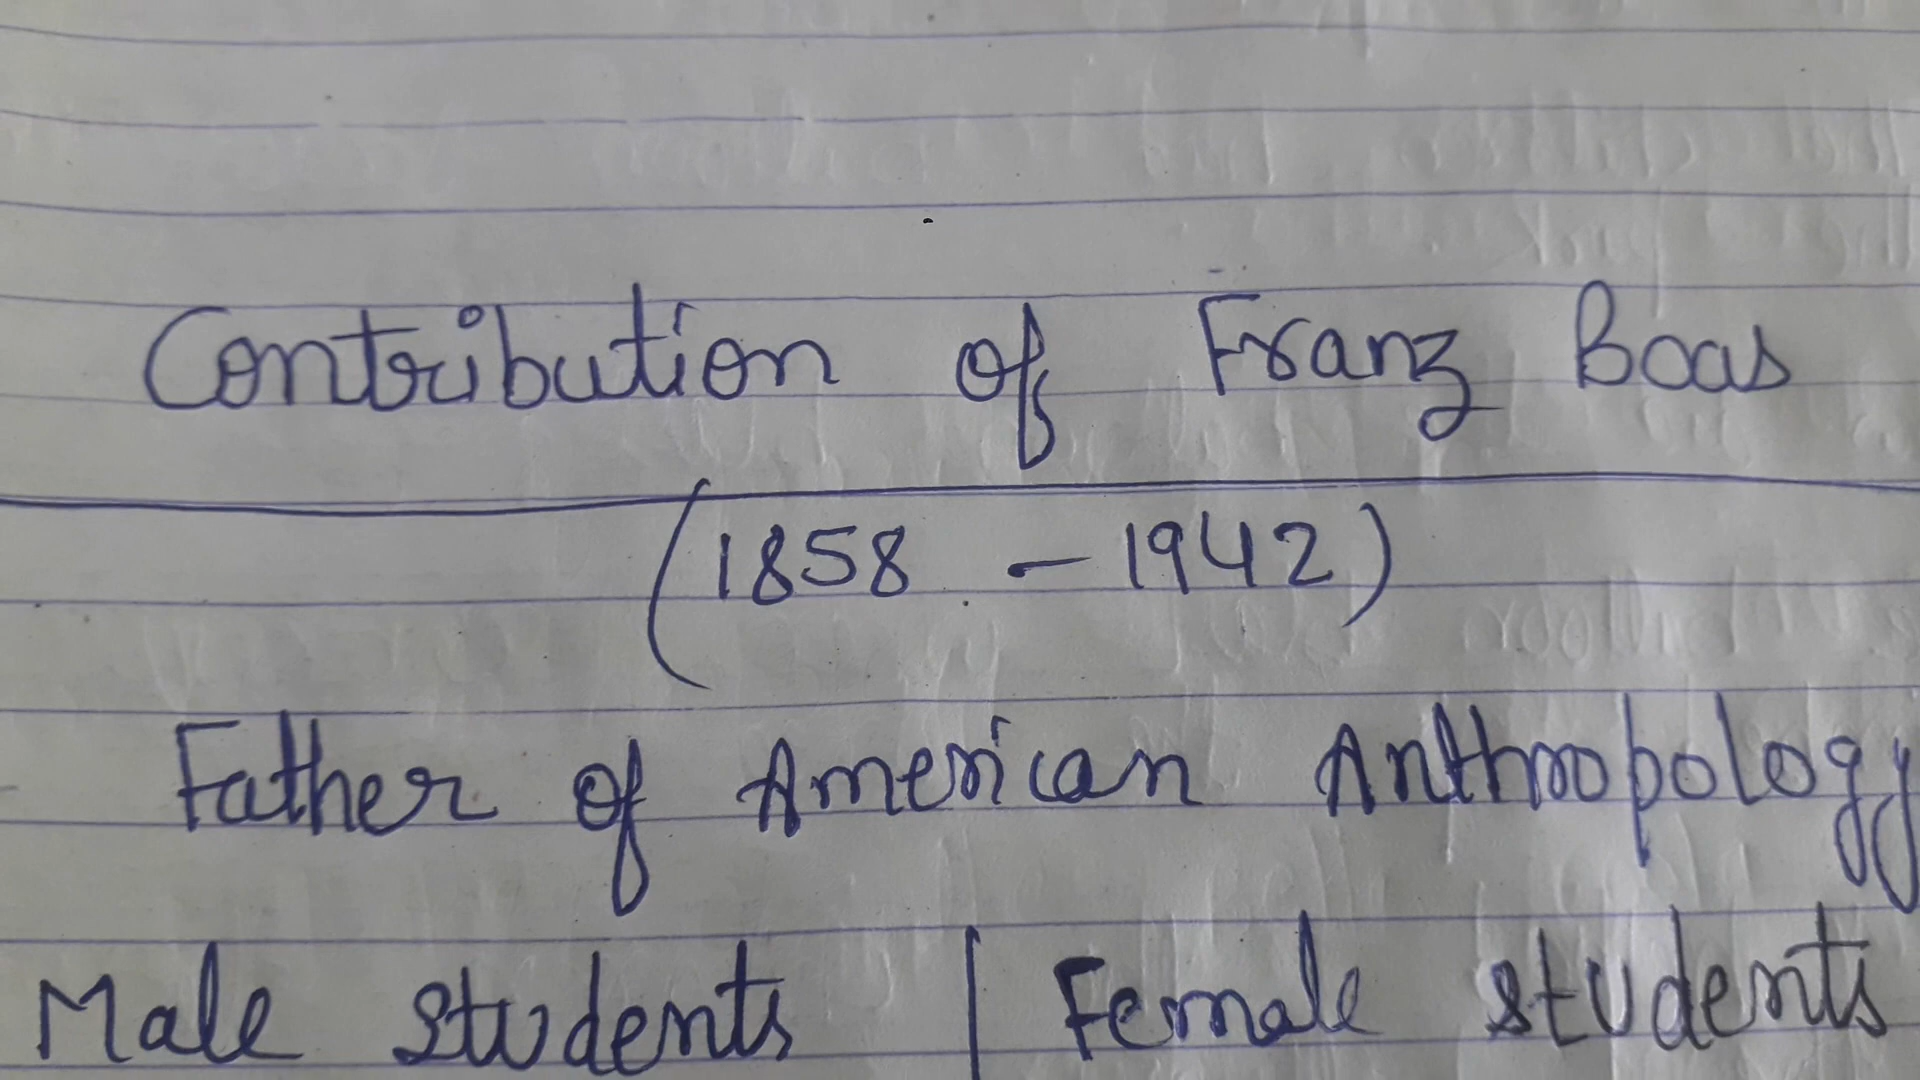 Contribution of Franz Boas
(1858 - 1942)
Father of American Anthropology
Male students | Female students